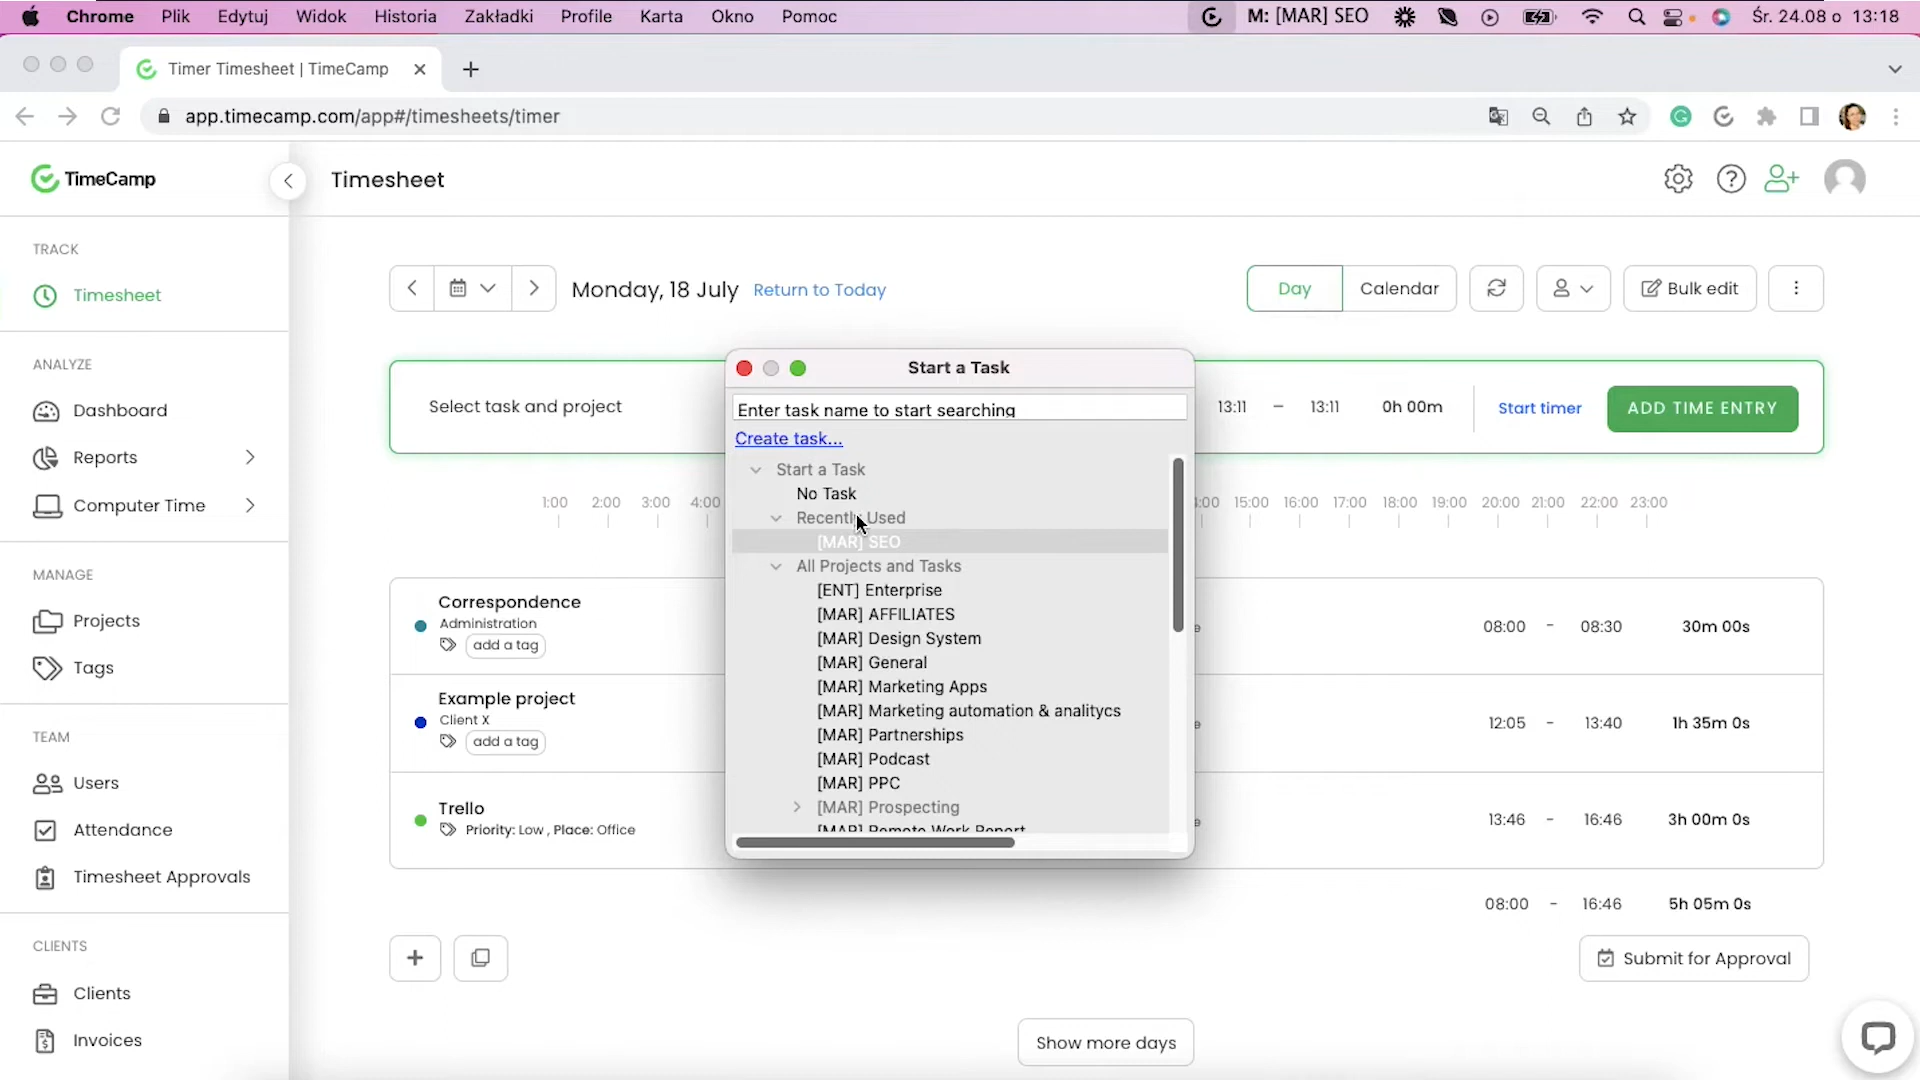 Chrome Plik Edytuj Widok Historia Zakładki Profile Karta Okno Pomoc M: [MAR] SEO Śr. 24.08 o 13:18
Timer Timesheet | TimeCamp
app.timecamp.com/app#/timesheets/timer
TimeCamp
Timesheet
TRACK
Timesheet
ANALYZE
Dashboard
Reports
Computer Time
MANAGE
Projects
Tags
TEAM
Users
Attendance
Timesheet Approvals
CLIENTS
Clients
Invoices
Monday, 18 July Return to Today
Day Calendar Bulk edit
Select task and project
13:11 - 13:11 0h 00m Start timer ADD TIME ENTRY
1:00 2:00 3:00 4:00
:00 15:00 16:00 17:00 18:00 19:00 20:00 21:00 22:00 23:00
Start a Task
Enter task name to start searching
Create task...
Start a Task
No Task
Recently Used
[MAR] SEO
All Projects and Tasks
[ENT] Enterprise
[MAR] AFFILIATES
[MAR] Design System
[MAR] General
[MAR] Marketing Apps
[MAR] Marketing automation & analitycs
[MAR] Partnerships
[MAR] Podcast
[MAR] PPC
[MAR] Prospecting
[MAR] Remote Work Report
Correspondence
Administration
add a tag
e 08:00 - 08:30 30m 00s
Example project
Client X
add a tag
e 12:05 - 13:40 1h 35m 0s
Trello
Priority: Low , Place: Office
e 13:46 - 16:46 3h 00m 0s
08:00 - 16:46 5h 05m 0s
Submit for Approval
Show more days